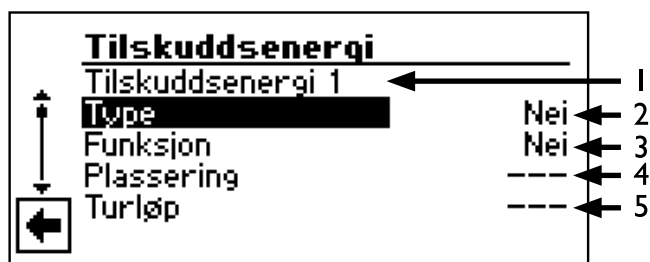 Tilskuddsenergi
Tilskuddsenergi 1 1
Type Nei 2
Funksjon Nei 3
Plassering --- 4
Turløp --- 5